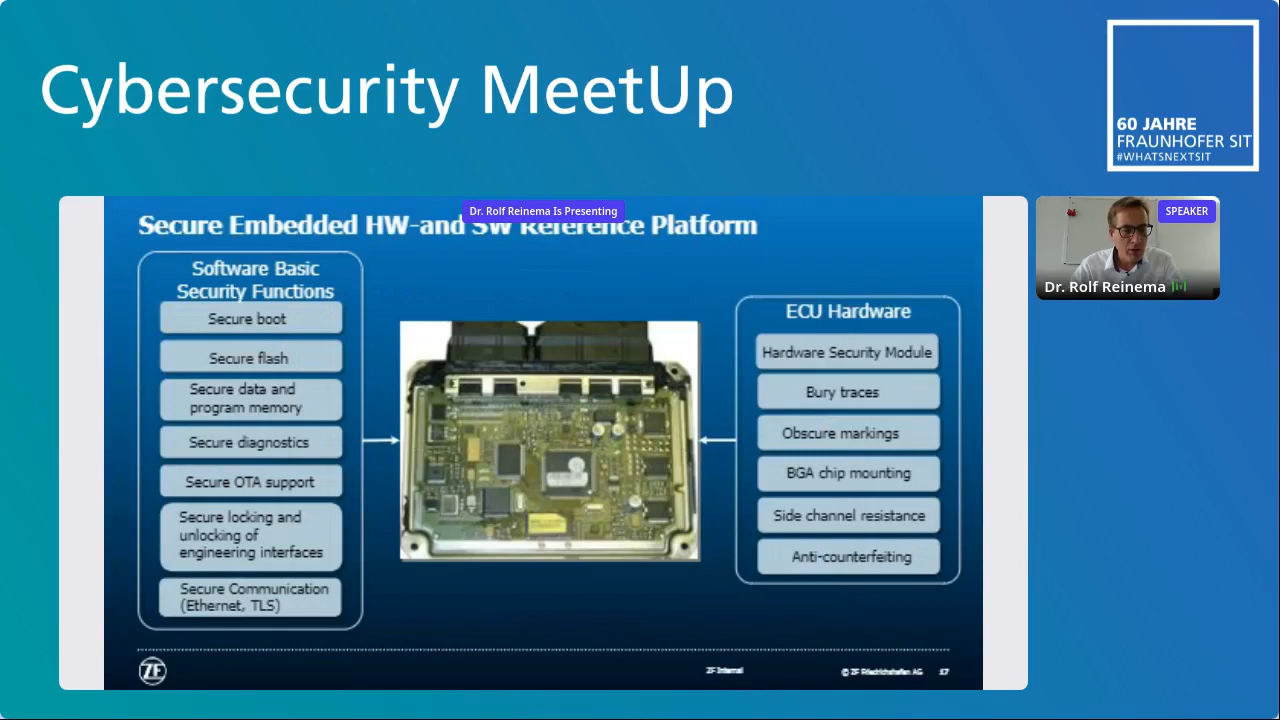 Cybersecurity MeetUp
60 JAHRE
FRAUNHOFER SIT
#WHATSNEXTSIT
Dr. Rolf Reinema Is Presenting
Secure Embedded HW-and SW Reference Platform
Software Basic
Security Functions
Secure boot
Secure flash
Secure data and
program memory
Secure diagnostics
Secure OTA support
Secure locking and
unlocking of
engineering interfaces
Secure Communication
(Ethernet, TLS)
ECU Hardware
Hardware Security Module
Bury traces
Obscure markings
BGA chip mounting
Side channel resistance
Anti-counterfeiting
SPEAKER
Dr. Rolf Reinema
ZF
ZF Internal
© ZF Friedrichshafen AG
17